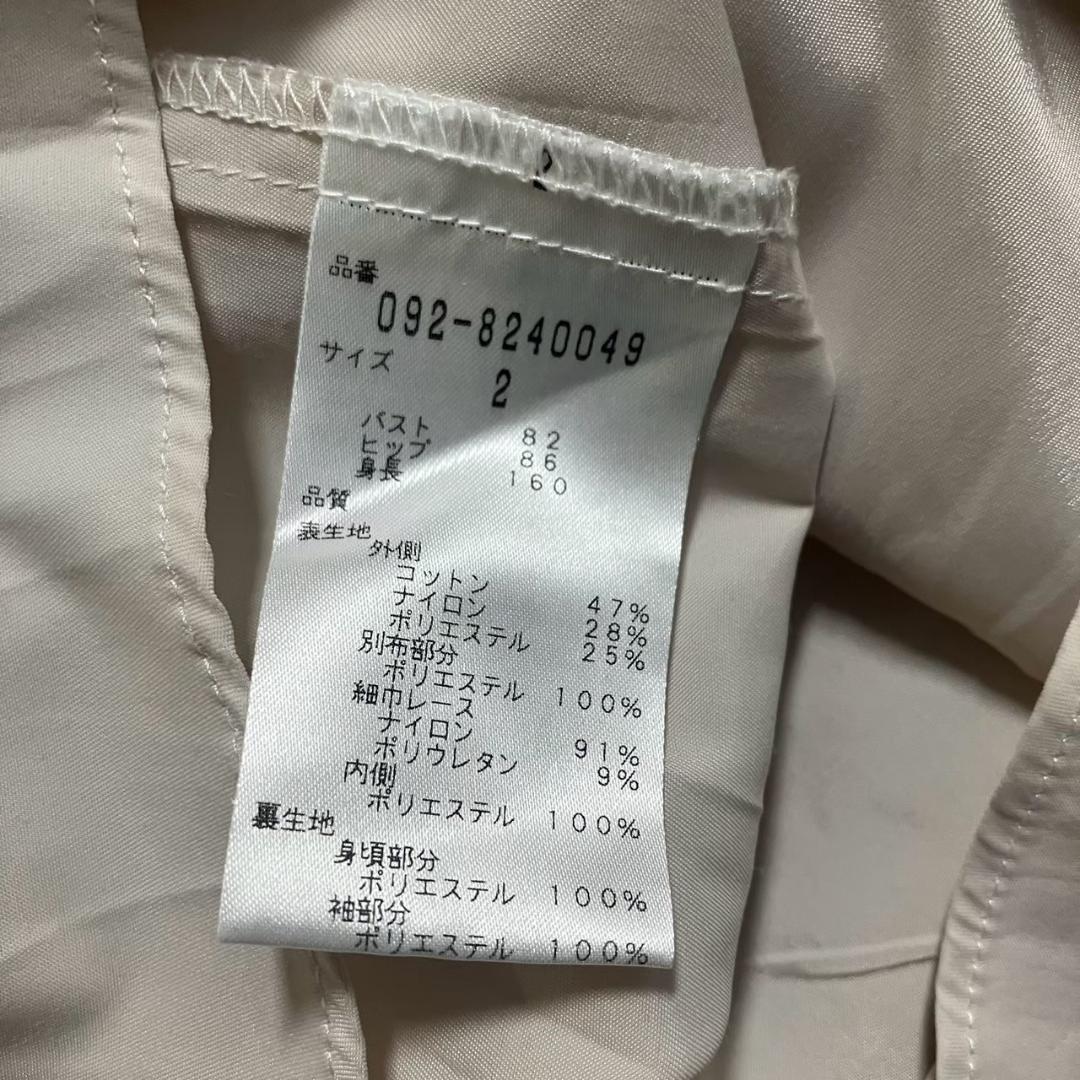 2
品番
092-8240049
サイズ
2
バスト 82
ヒップ 86
身長 160
品質
表生地
外側
コットン 47%
ナイロン 28%
ポリエステル 25%
別布部分
ポリエステル 100%
細巾レース
ナイロン 91%
ポリウレタン 9%
内側
ポリエステル 100%
裏生地
身頃部分
ポリエステル 100%
袖部分
ポリエステル 100%